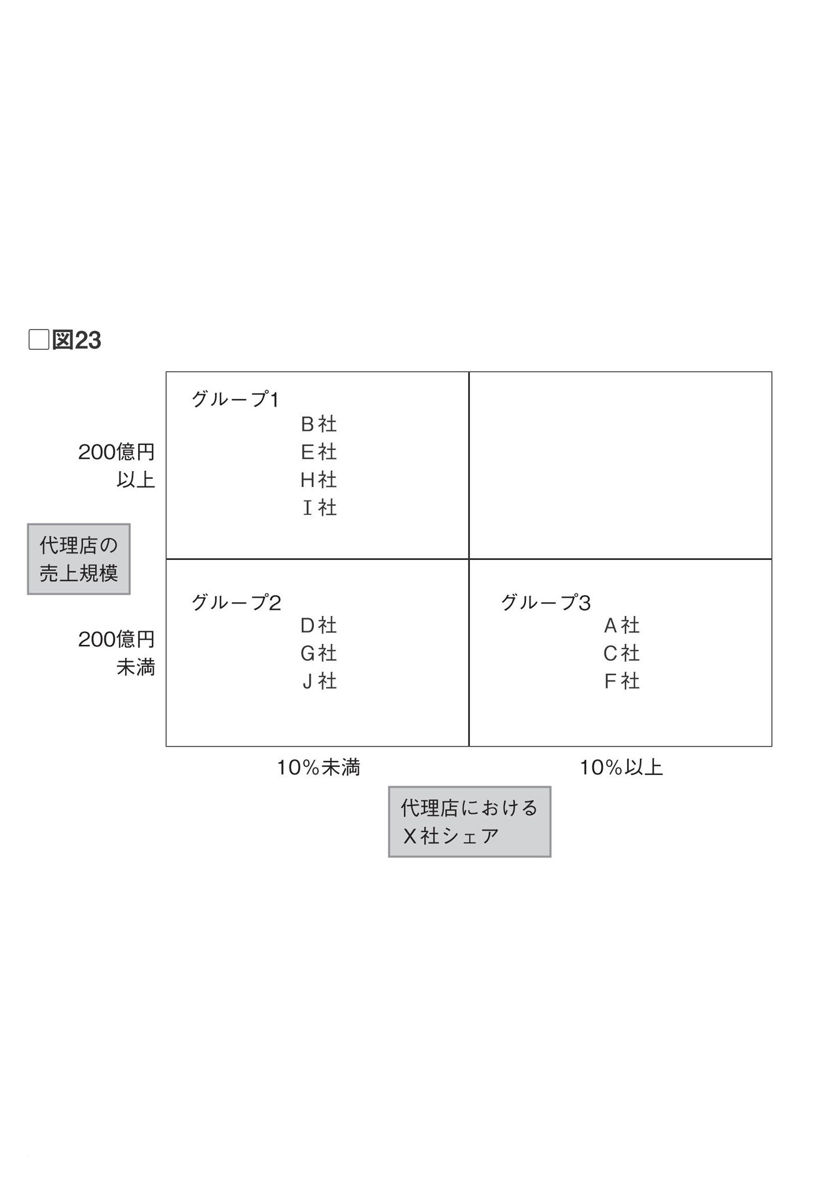 □図23
グループ1
B社
E社
H社
I社
200億円
以上
代理店の
売上規模
グループ2
D社
G社
J社
グループ3
A社
C社
F社
200億円
未満
10%未満
10%以上
代理店における
X社シェア